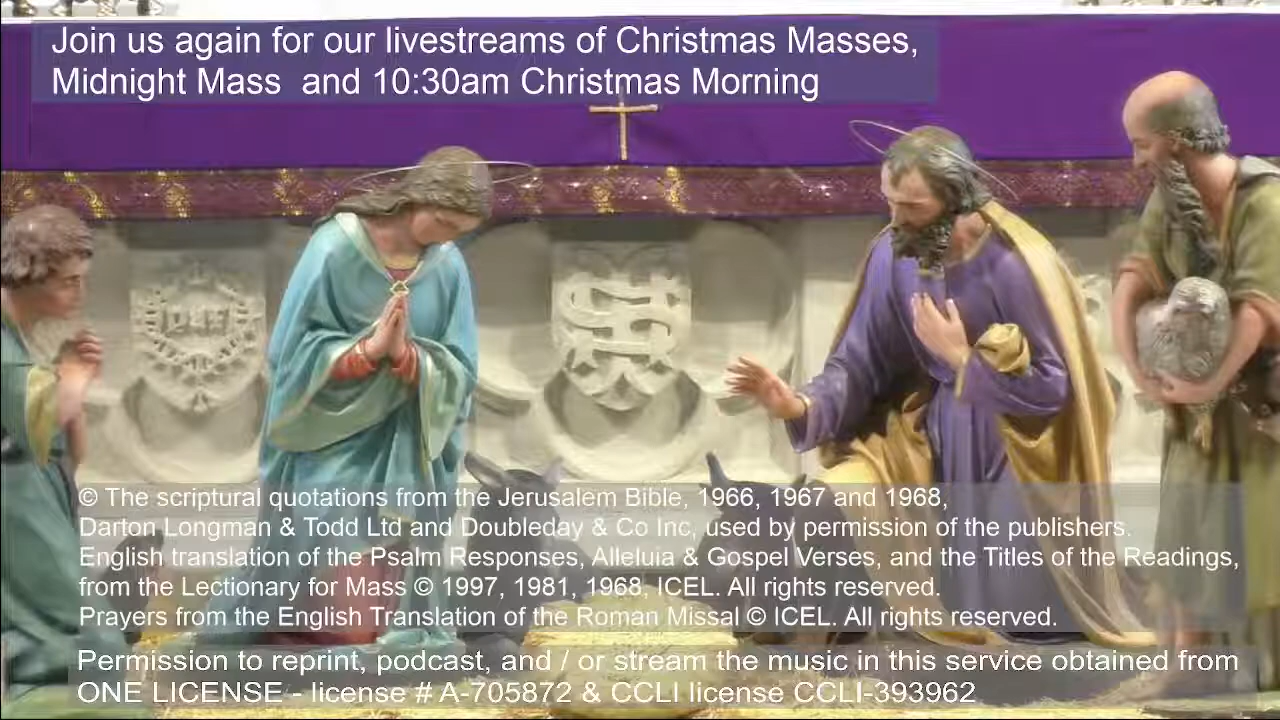 Join us again for our livestreams of Christmas Masses,
Midnight Mass and 10:30am Christmas Morning
© The scriptural quotations from the Jerusalem Bible, 1966, 1967 and 1968,
Darton Longman & Todd Ltd and Doubleday & Co Inc, used by permission of the publishers.
English translation of the Psalm Responses, Alleluia & Gospel Verses, and the Titles of the Readings,
from the Lectionary for Mass © 1997, 1981, 1968, ICEL. All rights reserved.
Prayers from the English Translation of the Roman Missal © ICEL. All rights reserved.
Permission to reprint, podcast, and / or stream the music in this service obtained from
ONE LICENSE - license # A-705872 & CCLI license CCLI-393962